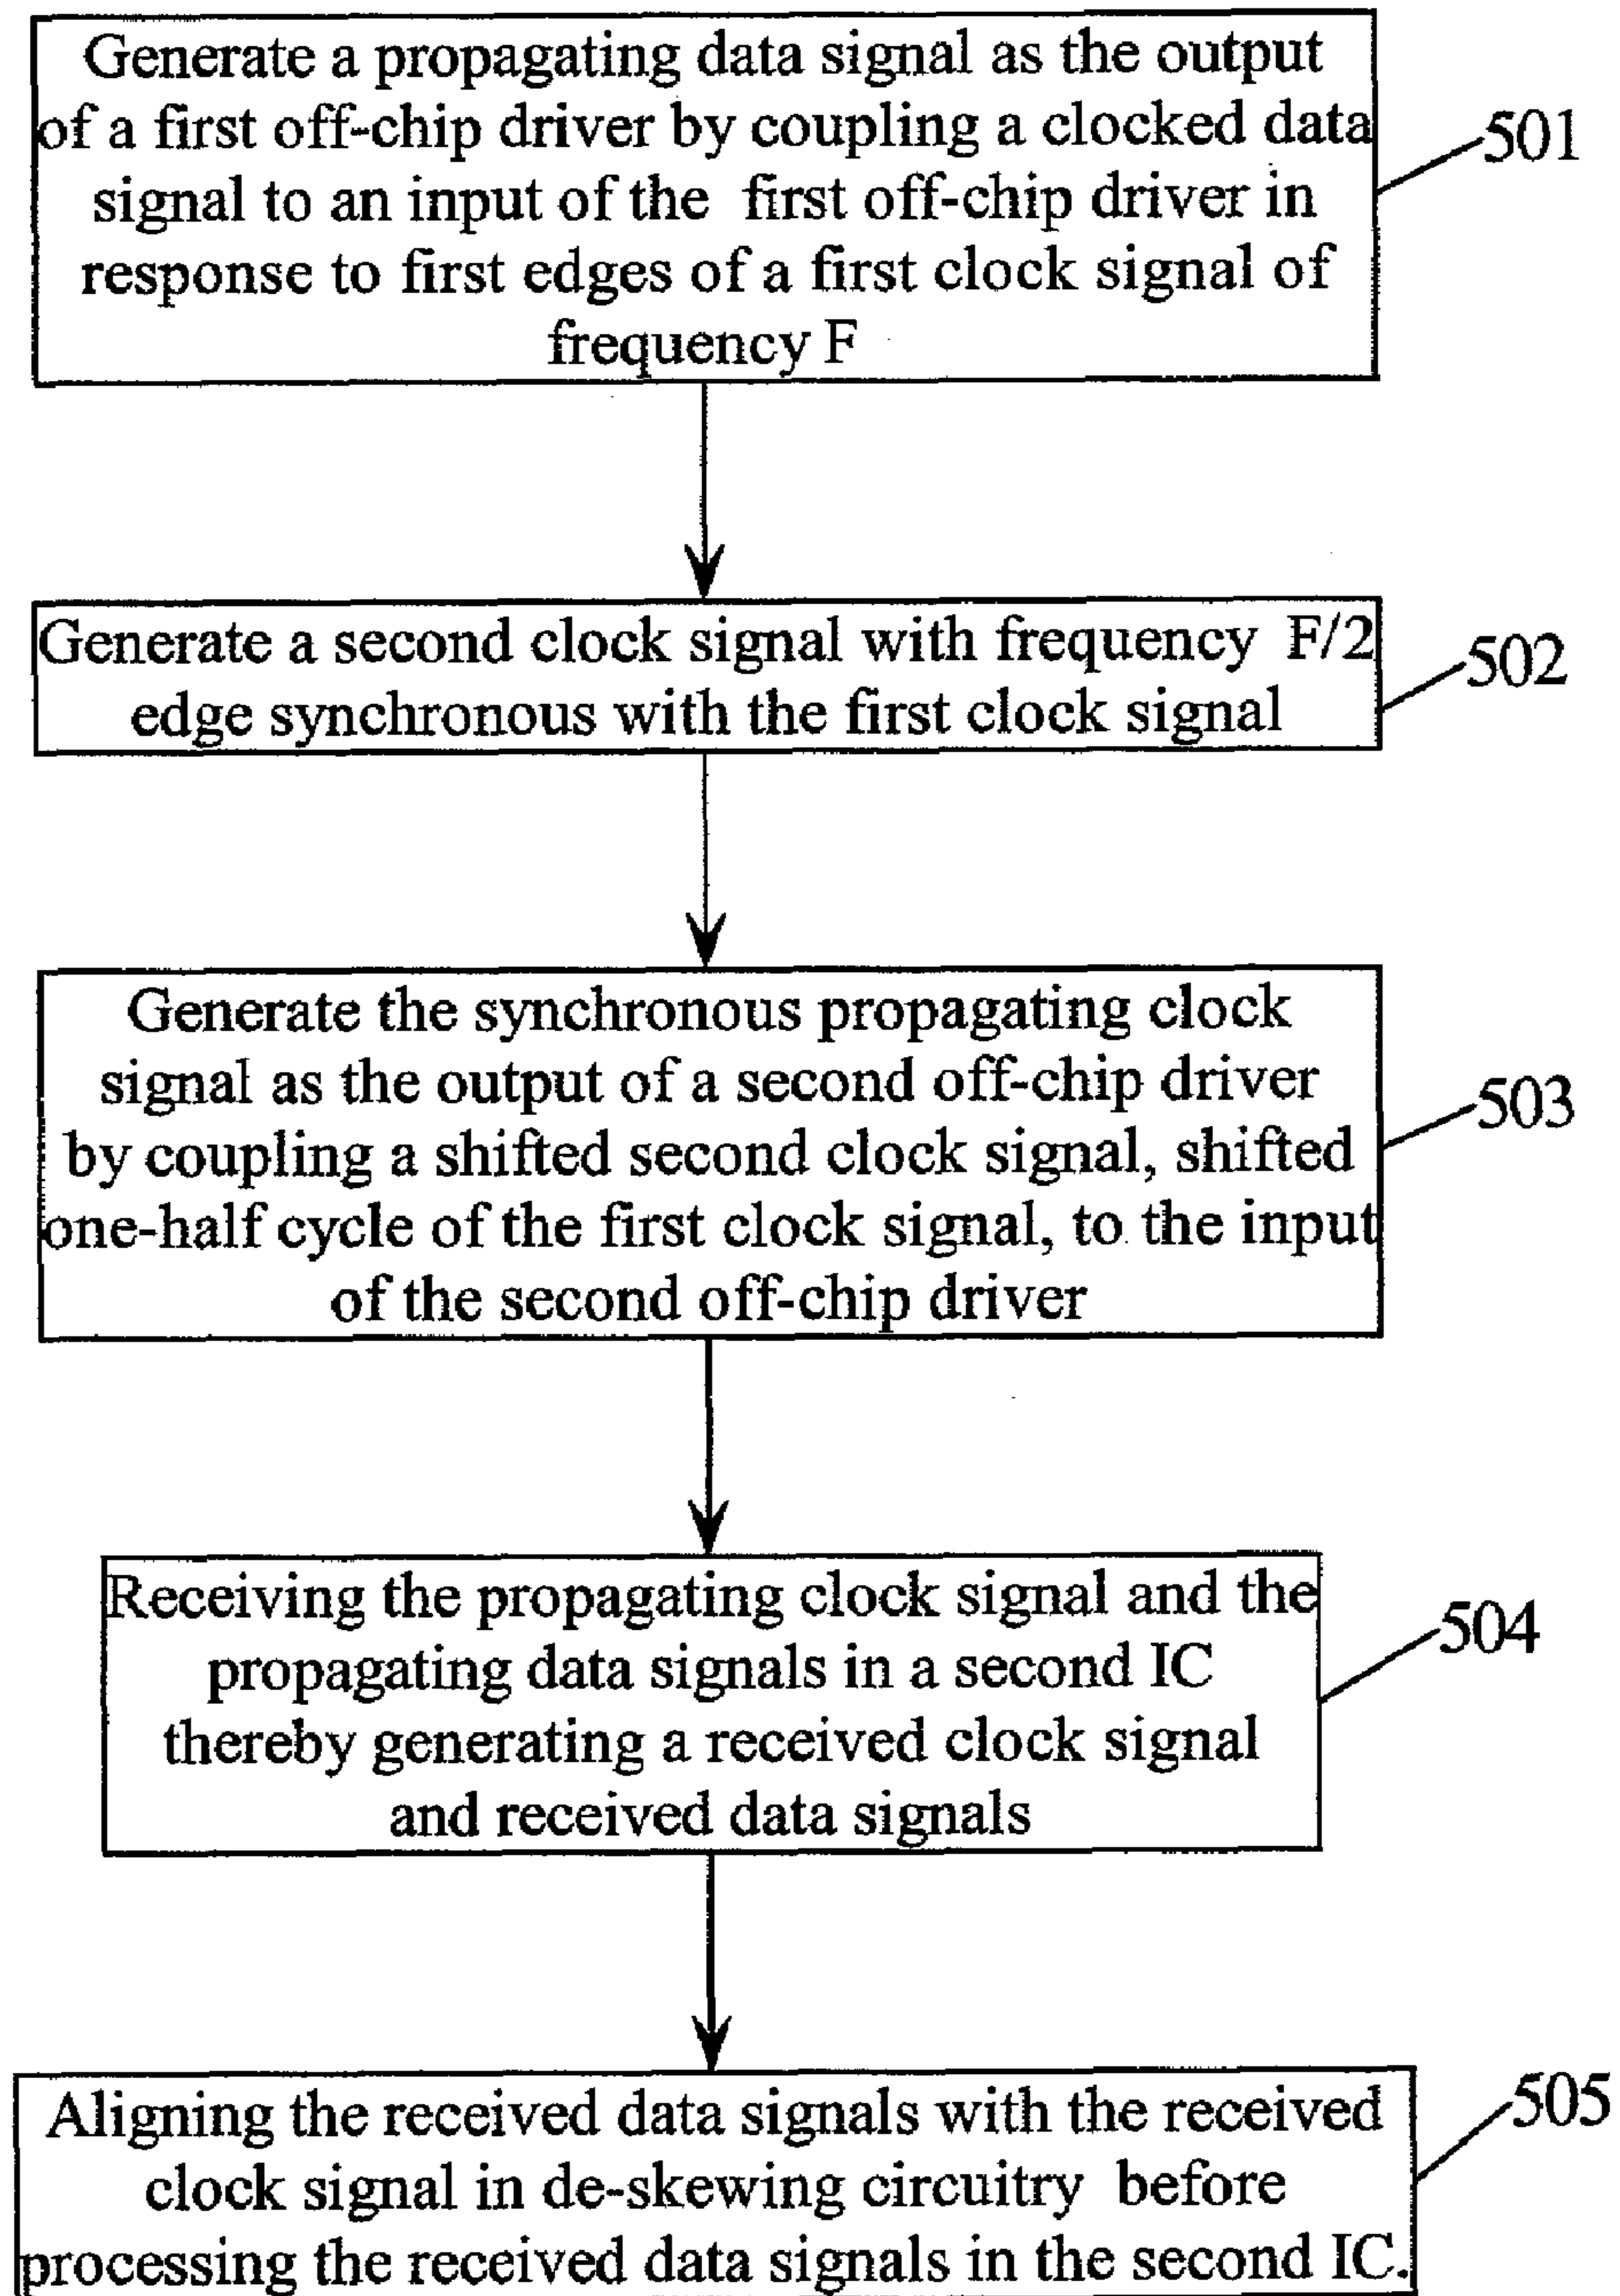 Generate a propagating data signal as the output
of a first off-chip driver by coupling a clocked data
signal to an input of the first off-chip driver in
response to first edges of a first clock signal of
frequency F
501
Generate a second clock signal with frequency F/2
edge synchronous with the first clock signal
502
Generate the synchronous propagating clock
signal as the output of a second off-chip driver
by coupling a shifted second clock signal, shifted
one-half cycle of the first clock signal, to the input
of the second off-chip driver
503
Receiving the propagating clock signal and the
propagating data signals in a second IC
thereby generating a received clock signal
and received data signals
504
Aligning the received data signals with the received
clock signal in de-skewing circuitry before
processing the received data signals in the second IC.
505